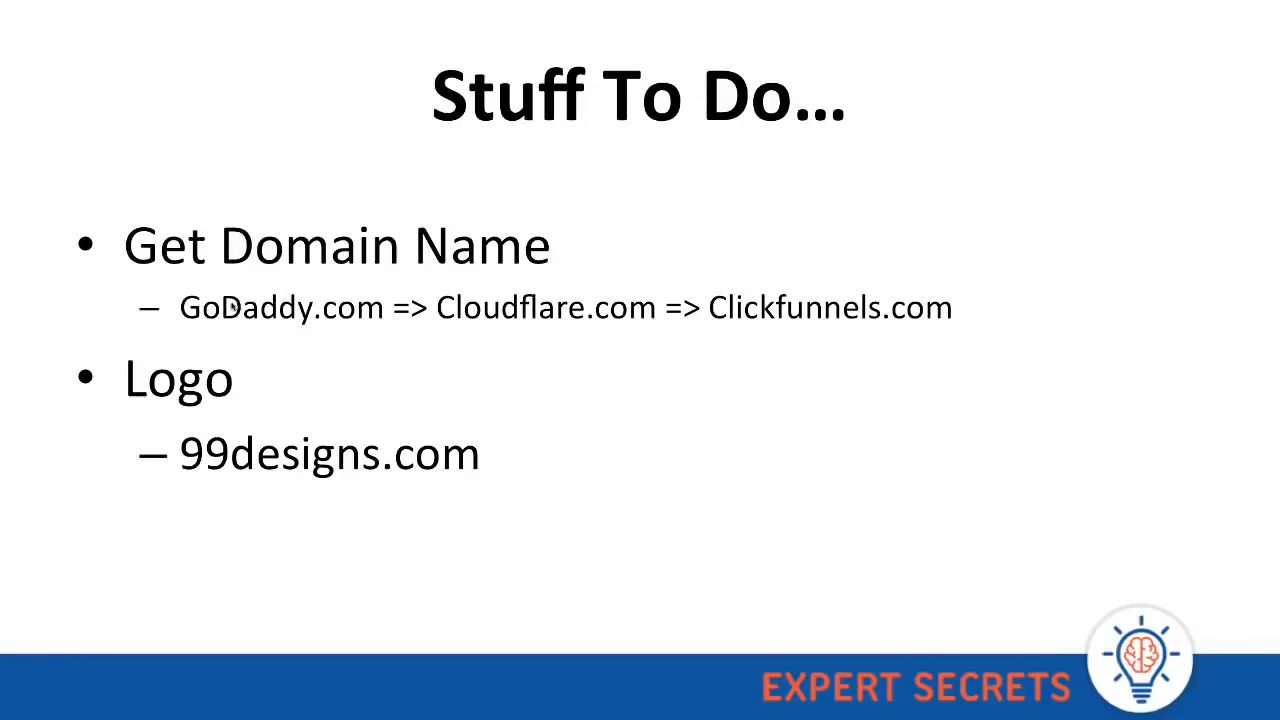 Stuff To Do...
• Get Domain Name
– GoDaddy.com => Cloudflare.com => Clickfunnels.com
• Logo
– 99designs.com
EXPERT SECRETS